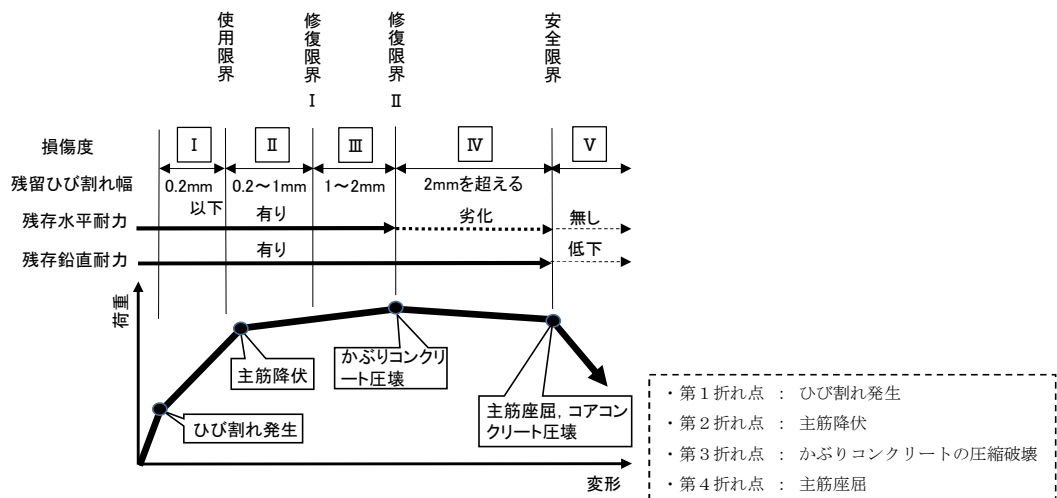 使用限界
修復限界Ⅰ
修復限界Ⅱ
安全限界
損傷度 Ⅰ Ⅱ Ⅲ Ⅳ Ⅴ
残留ひび割れ幅 0.2mm 0.2～1mm 1～2mm 2mmを超える
以下
残存水平耐力 有り 劣化 無し
残存鉛直耐力 有り 低下
荷重
主筋降伏
かぶりコンクリ
ート圧壊
ひび割れ発生
主筋座屈，コアコン
クリート圧壊
変形
・第１折れ点 ： ひび割れ発生
・第２折れ点 ： 主筋降伏
・第３折れ点 ： かぶりコンクリートの圧縮破壊
・第４折れ点 ： 主筋座屈